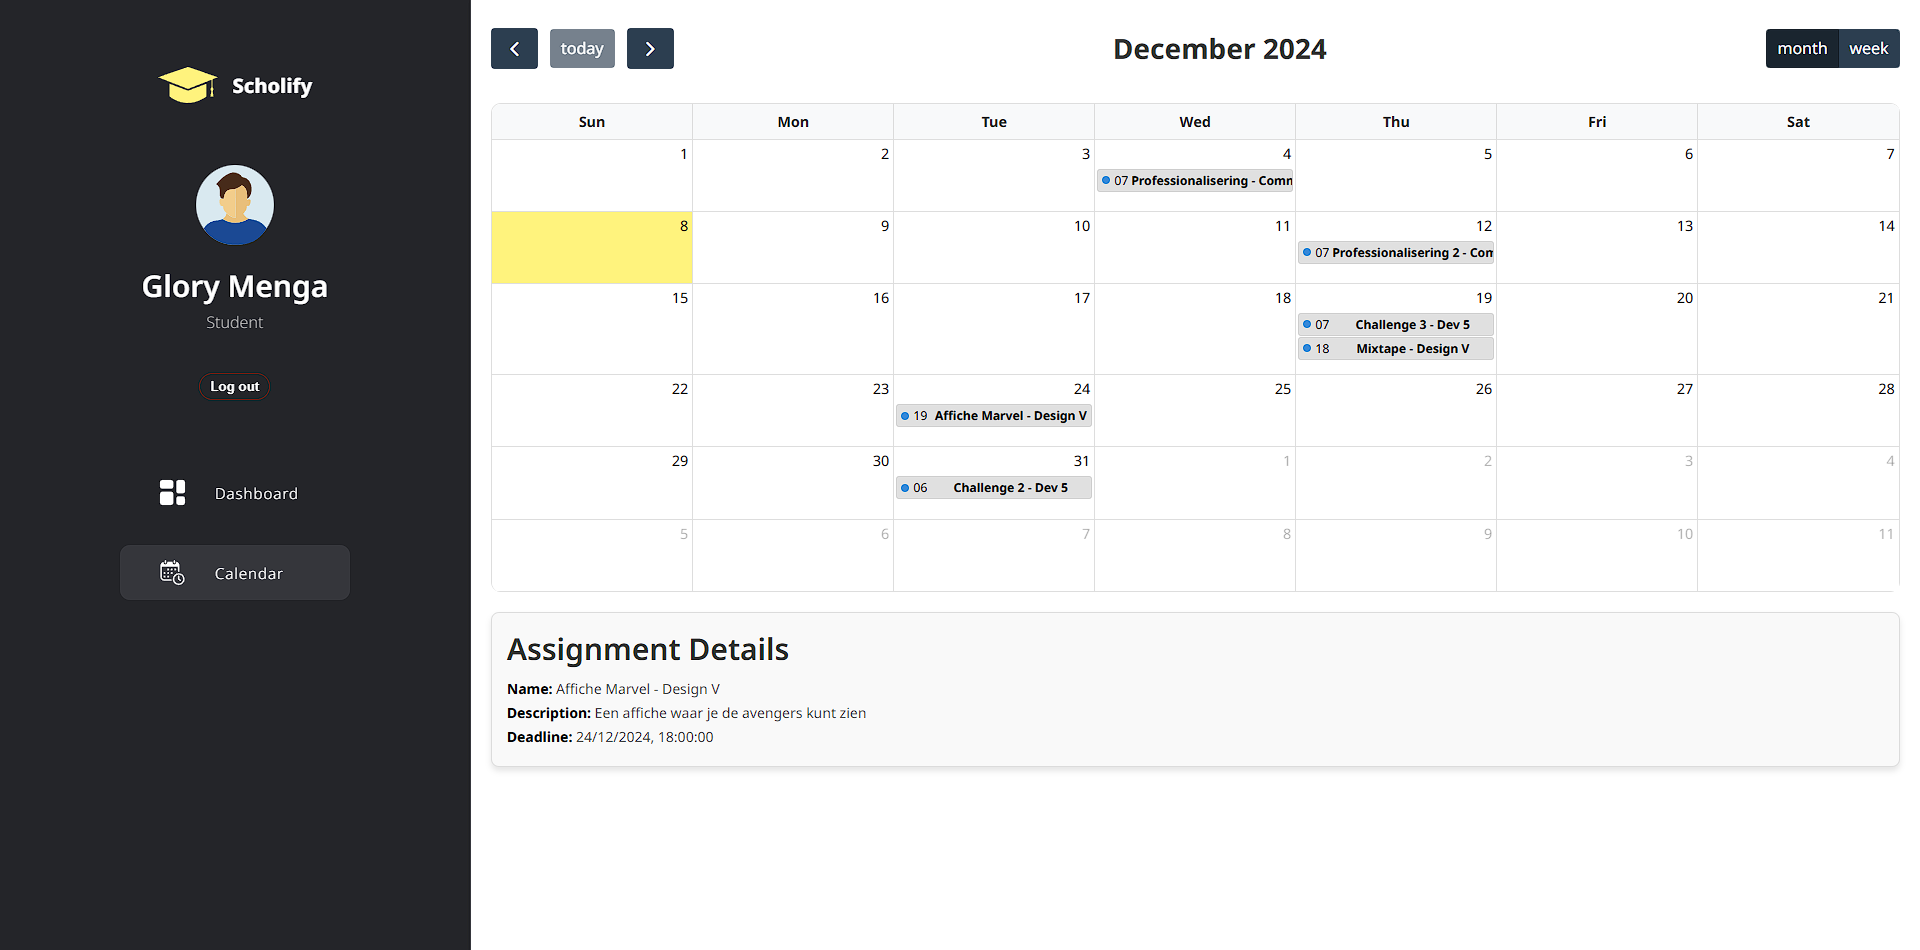 Scholify
Glory Menga
Student
Log out
Dashboard
Calendar
today
December 2024
month week
Sun Mon Tue Wed Thu Fri Sat
1 2 3 4 5 6 7
07 Professionalisering - Comm
8 9 10 11 12 13 14
07 Professionalisering 2 - Com
15 16 17 18 19 20 21
07 Challenge 3 - Dev 5
18 Mixtape - Design V
22 23 24 25 26 27 28
19 Affiche Marvel - Design V
29 30 31 1 2 3 4
06 Challenge 2 - Dev 5
5 6 7 8 9 10 11
Assignment Details
Name: Affiche Marvel - Design V
Description: Een affiche waar je de avengers kunt zien
Deadline: 24/12/2024, 18:00:00